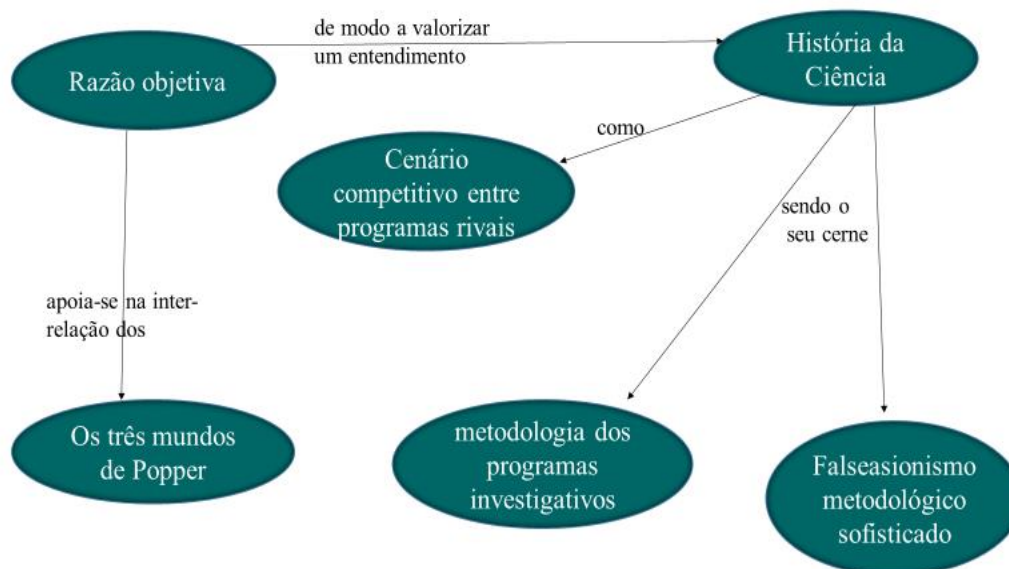 de modo a valorizar
um entendimento
Razão objetiva
História da
Ciência
como
Cenário
competitivo entre
programas rivais
sendo o
seu cerne
apoia-se na inter-
relação dos
Os três mundos
de Popper
metodologia dos
programas
investigativos
Falseasionismo
metodológico
sofisticado